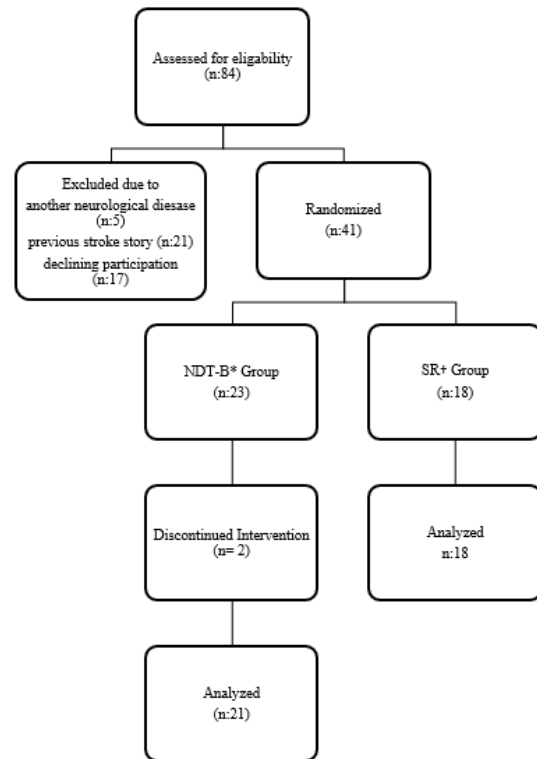 Assessed for eligability
(n:84)
Excluded due to
another neurological diesase
(n:5)
previous stroke story (n:21)
declining participation
(n:17)
Randomized
(n:41)
NDT-B* Group
(n:23)
SR+ Group
(n:18)
Discontinued Intervention
(n= 2)
Analyzed
n:18
Analyzed
(n:21)